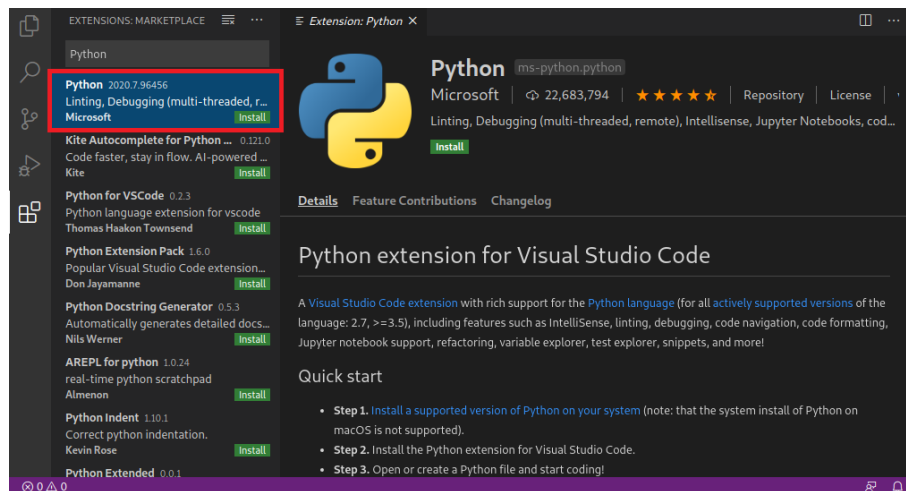 EXTENSIONS: MARKETPLACE
Python
Python 2020.7.96456
Linting, Debugging (multi-threaded, r...
Microsoft Install
Kite Autocomplete for Python ... 0.121.0
Code faster, stay in flow. AI-powered ...
Kite Install
Python for VSCode 0.2.3
Python language extension for vscode
Thomas Haakon Townsend Install
Python Extension Pack 1.6.0
Popular Visual Studio Code extension...
Don Jayamanne Install
Python Docstring Generator 0.5.3
Automatically generates detailed docs...
Nils Werner Install
AREPL for python 1.0.24
real-time python scratchpad
Almenon Install
Python Indent 1.10.1
Correct python indentation.
Kevin Rose Install
Python Extended 0.0.1
Extension: Python
Python ms-python.python
Microsoft 22,683,794 Repository License
Linting, Debugging (multi-threaded, remote), Intellisense, Jupyter Notebooks, cod...
Install
Details Feature Contributions Changelog
Python extension for Visual Studio Code
A Visual Studio Code extension with rich support for the Python language (for all actively supported versions of the
language: 2.7, >=3.5), including features such as IntelliSense, linting, debugging, code navigation, code formatting,
Jupyter notebook support, refactoring, variable explorer, test explorer, snippets, and more!
Quick start
• Step 1. Install a supported version of Python on your system (note: that the system install of Python on
macOS is not supported).
• Step 2. Install the Python extension for Visual Studio Code.
• Step 3. Open or create a Python file and start coding!
0 0